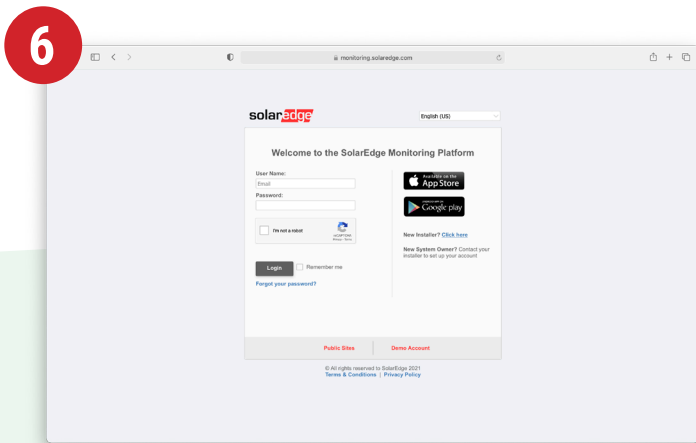 6
monitoring.solaredge.com
solaredge
English (US)
Welcome to the SolarEdge Monitoring Platform
User Name:
Email
Password:
I'm not a robot
reCAPTCHA
Privacy - Terms
Login
Remember me
Forgot your password?
Available on the
App Store
Google play
New Installer? Click here
New System Owner? Contact your
installer to set up your account
Public Sites
Demo Account
© All rights reserved to SolarEdge 2021
Terms & Conditions | Privacy Policy